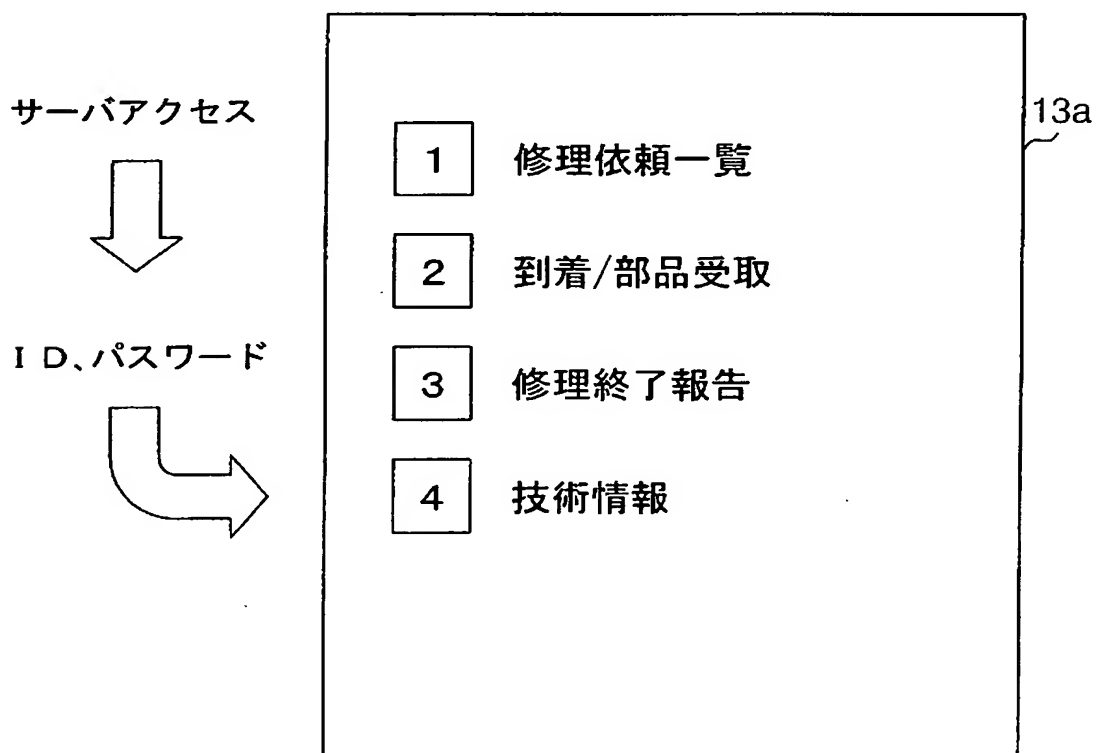 サーバアクセス
ID、パスワード
13a
1 修理依頼一覧
2 到着/部品受取
3 修理終了報告
4 技術情報